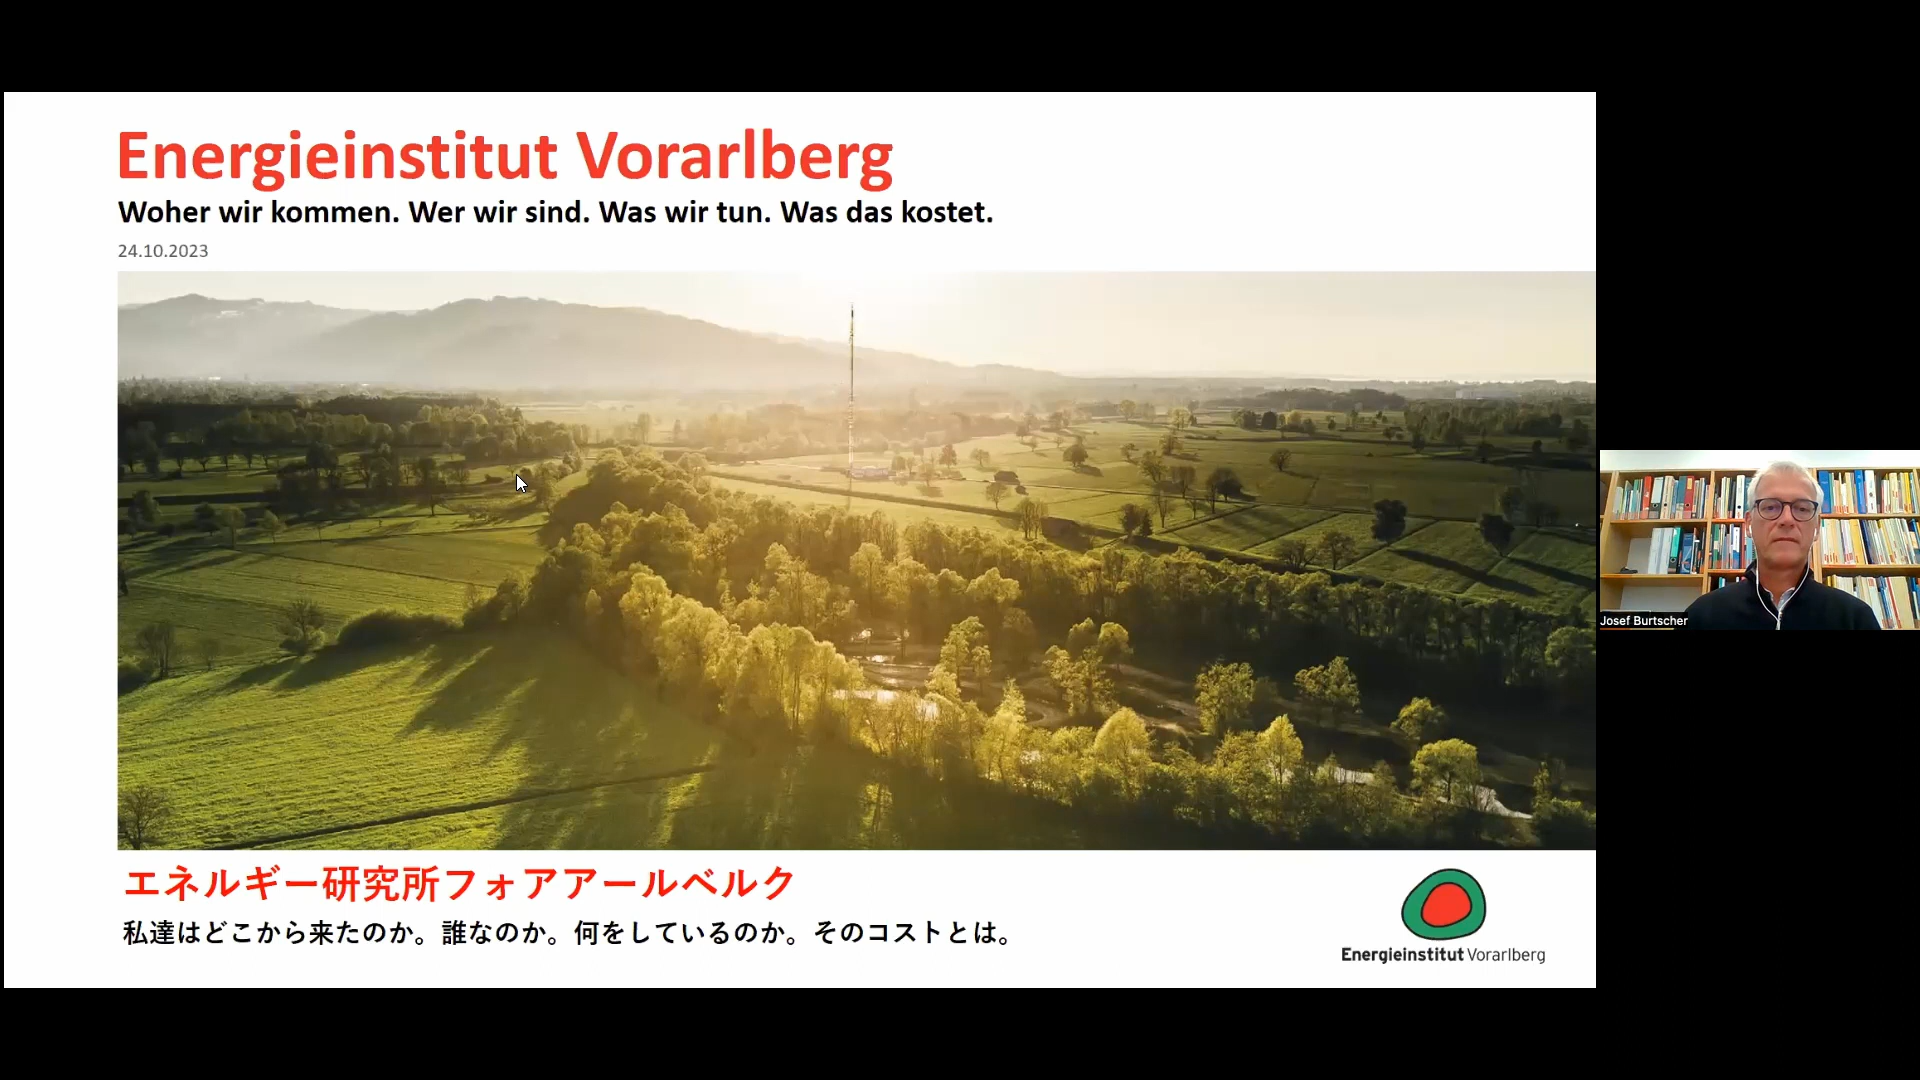 Energieinstitut Vorarlberg
Woher wir kommen. Wer wir sind. Was wir tun. Was das kostet.
24.10.2023
エネルギー研究所フォアアールベルク
私達はどこから来たのか。誰なのか。何をしているのか。そのコストとは。
Energieinstitut Vorarlberg
Josef Burtscher